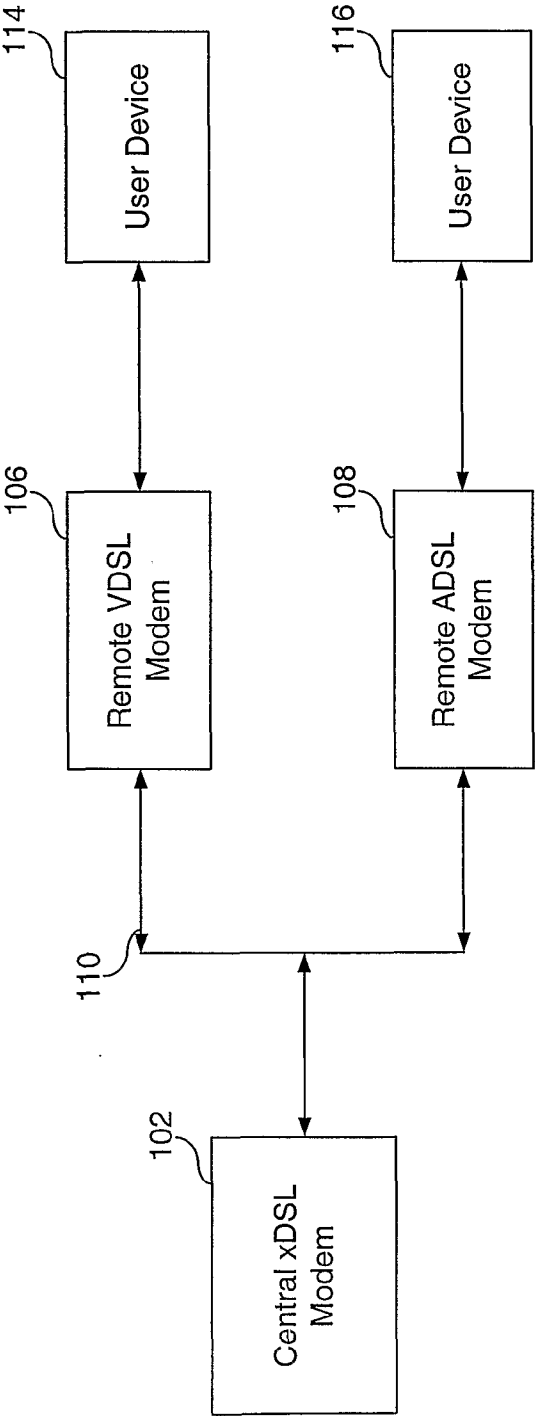 114
User Device
116
User Device
106
Remote VDSL
Modem
108
Remote ADSL
Modem
110
102
Central xDSL
Modem